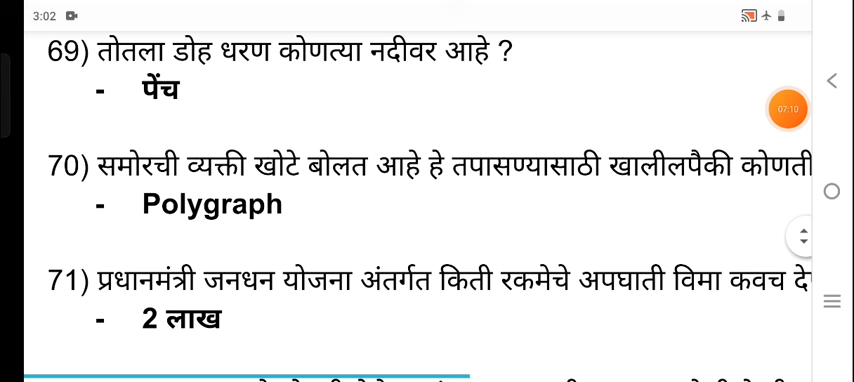 3:02
69) तोतला डोह धरण कोणत्या नदीवर आहे ?
- पेंच
07:10
70) समोरची व्यक्ती खोटे बोलत आहे हे तपासण्यासाठी खालीलपैकी कोणती
- Polygraph
71) प्रधानमंत्री जनधन योजना अंतर्गत किती रकमेचे अपघाती विमा कवच
- 2 लाख